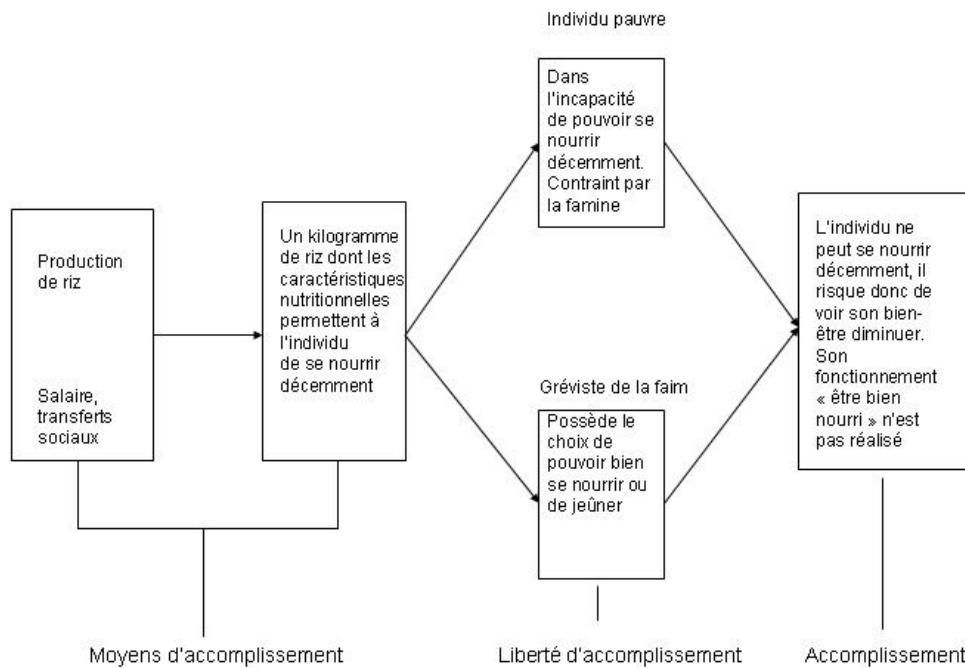 Individu pauvre
Dans
l'incapacité
de pouvoir se
nourrir
décemment.
Contraint par
la famine
Production
de riz
Salaire,
transferts
sociaux
Un kilogramme
de riz dont les
caractéristiques
nutritionnelles
permettent à
l'individu
de se nourrir
décemment
Gréviste de la faim
Possède le
choix de
pouvoir bien
se nourrir ou
de jeûner
L'individu ne
peut se nourrir
décemment, il
risque donc de
voir son bien-
être diminuer.
Son
fonctionnement
« être bien
nourri » n'est
pas réalisé
Moyens d'accomplissement
Liberté d'accomplissement
Accomplissement